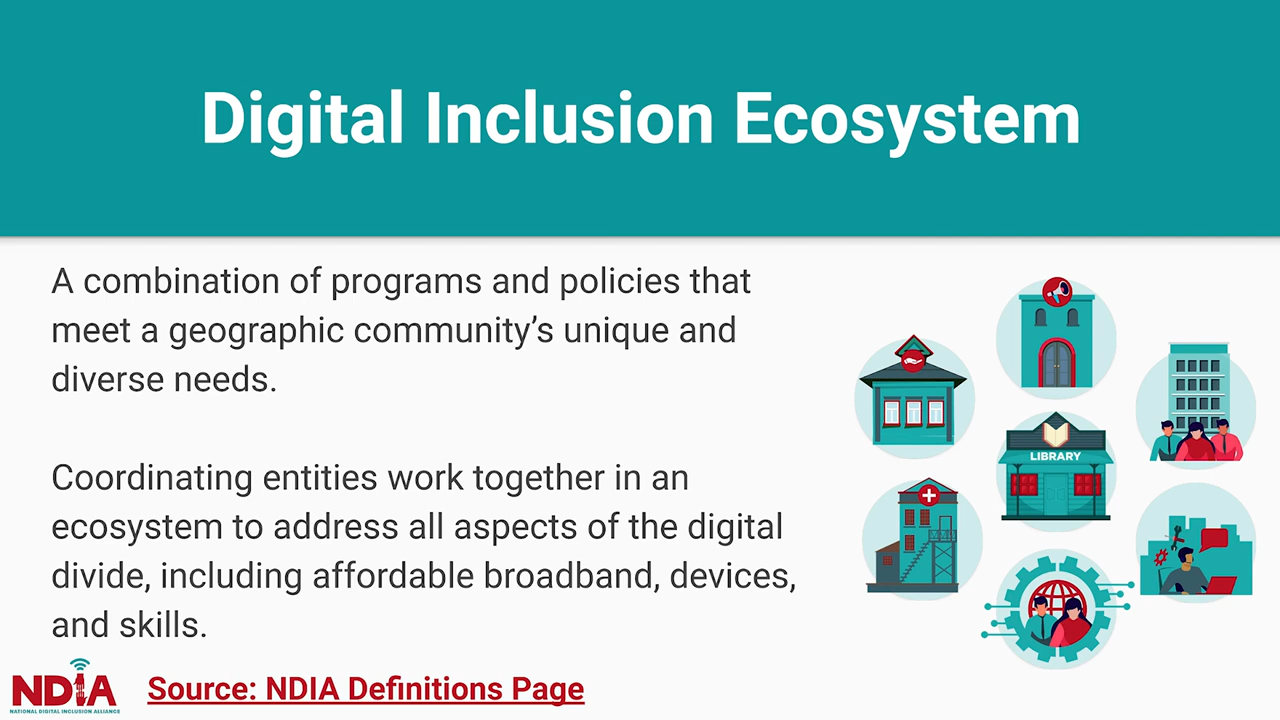 Digital Inclusion Ecosystem
A combination of programs and policies that
meet a geographic community’s unique and
diverse needs.
Coordinating entities work together in an
ecosystem to address all aspects of the digital
divide, including affordable broadband, devices,
and skills.
LIBRARY
NDIA
NATIONAL DIGITAL INCLUSION ALLIANCE
Source: NDIA Definitions Page